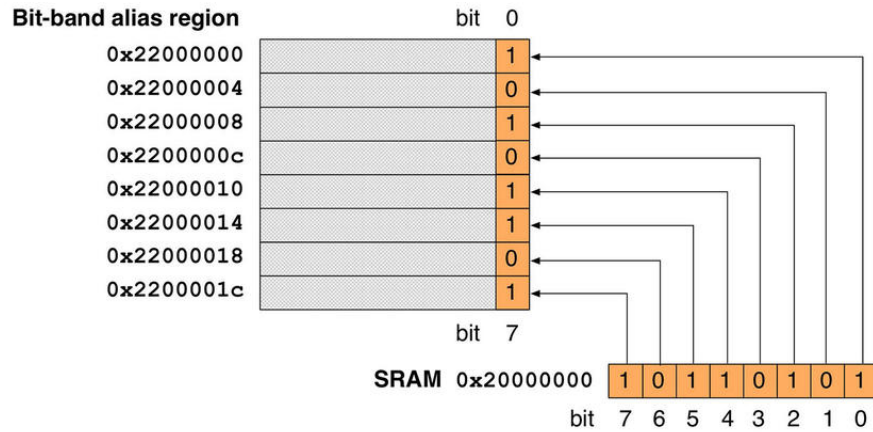 Bit-band alias region bit 0
0x22000000 1
0x22000004 0
0x22000008 1
0x2200000c 0
0x22000010 1
0x22000014 1
0x22000018 0
0x2200001c 1
bit 7
SRAM 0x20000000 1 0 1 1 0 1 0 1
bit 7 6 5 4 3 2 1 0